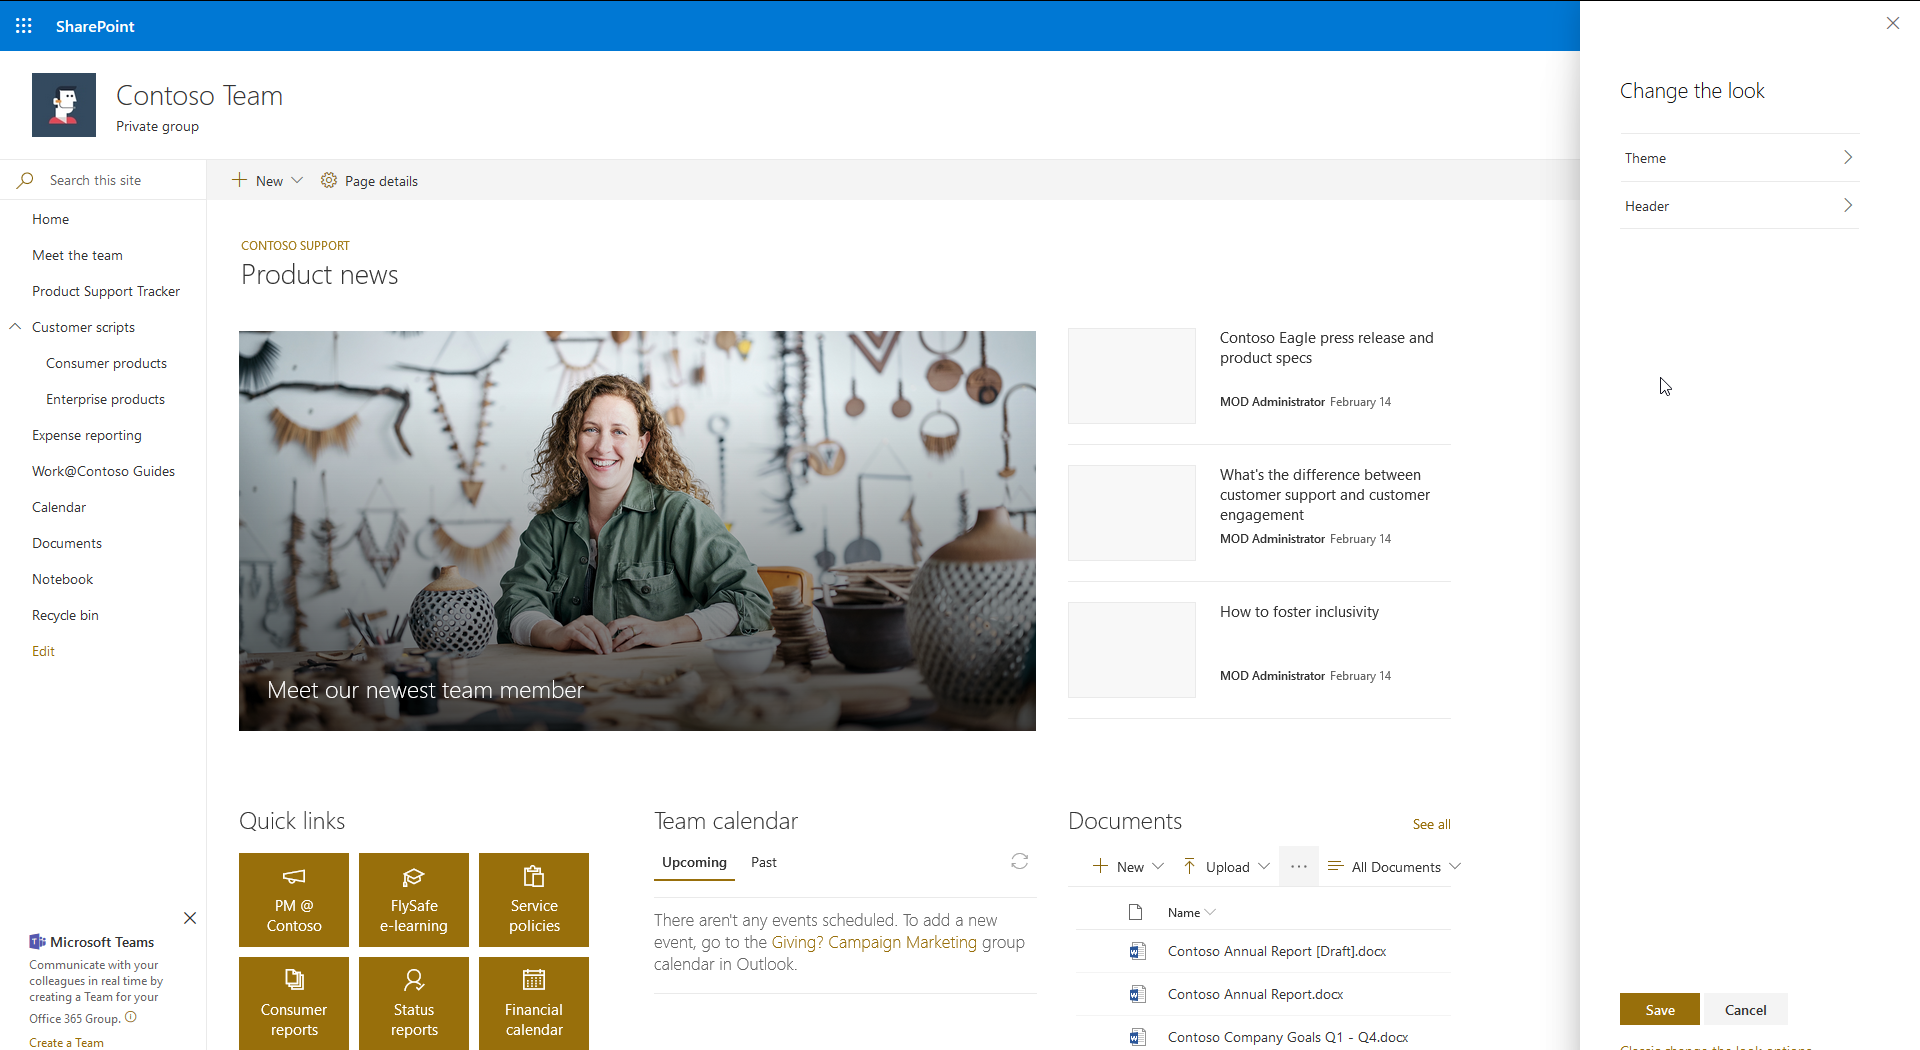 SharePoint
Contoso Team
Private group
Search this site
New
Page details
Home
Meet the team
Product Support Tracker
Customer scripts
Consumer products
Enterprise products
Expense reporting
Work@Contoso Guides
Calendar
Documents
Notebook
Recycle bin
Edit
Microsoft Teams
Communicate with your
colleagues in real time by
creating a Team for your
Office 365 Group.
Create a Team
CONTOSO SUPPORT
Product news
Meet our newest team member
Contoso Eagle press release and
product specs
MOD Administrator February 14
What's the difference between
customer support and customer
engagement
MOD Administrator February 14
How to foster inclusivity
MOD Administrator February 14
Quick links
PM @
Contoso
FlySafe
e-learning
Service
policies
Consumer
reports
Status
reports
Financial
calendar
Team calendar
Upcoming
Past
There aren't any events scheduled. To add a new
event, go to the Giving? Campaign Marketing group
calendar in Outlook.
Documents
See all
New
Upload
All Documents
Name
Contoso Annual Report [Draft].docx
Contoso Annual Report.docx
Contoso Company Goals Q1 - Q4.docx
Change the look
Theme
Header
Save
Cancel
Classic change the look options